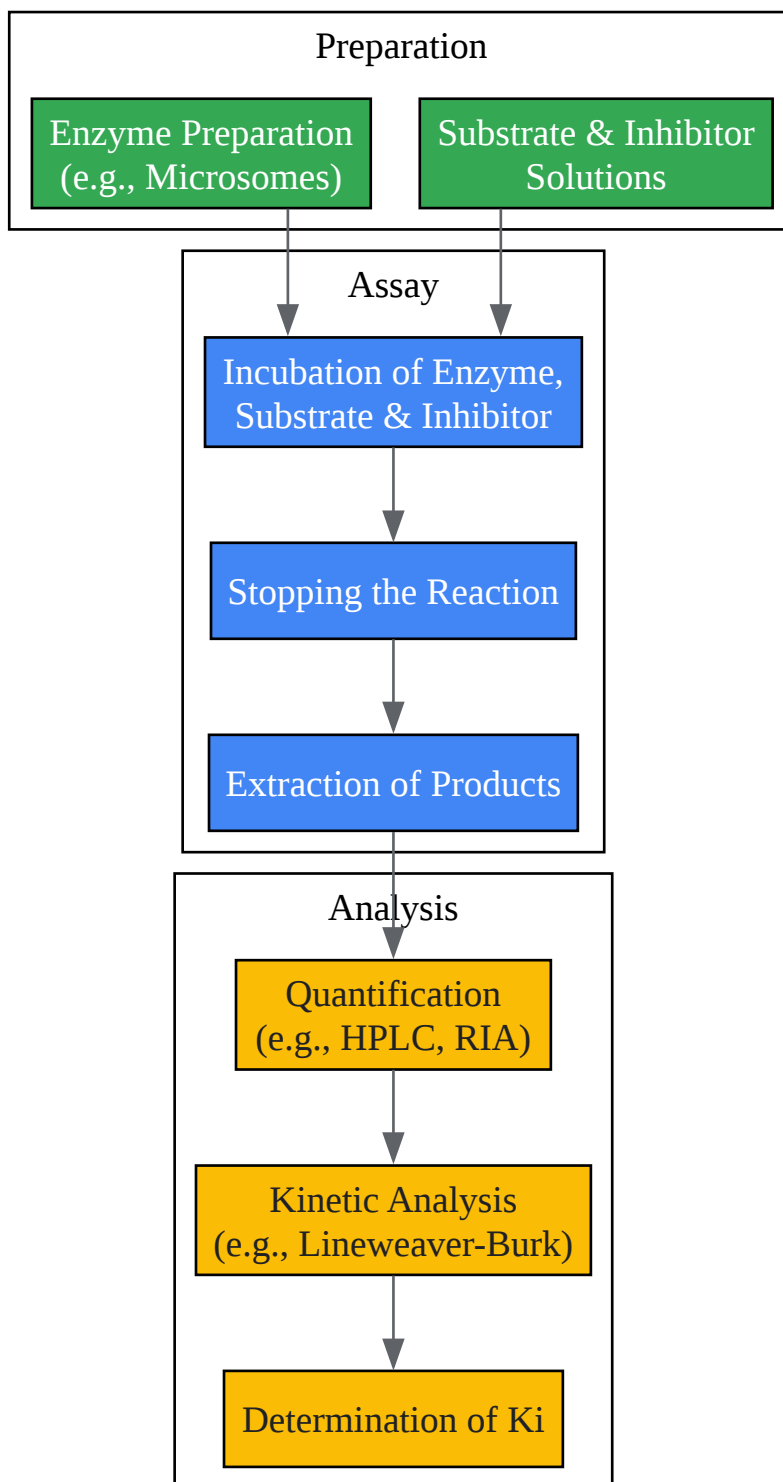 Preparation
Enzyme Preparation
(e.g., Microsomes)
Substrate & Inhibitor
Solutions
Assay
Incubation of Enzyme,
Substrate & Inhibitor
Stopping the Reaction
Extraction of Products
Analysis
Quantification
(e.g., HPLC, RIA)
Kinetic Analysis
(e.g., Lineweaver-Burk)
Determination of Ki